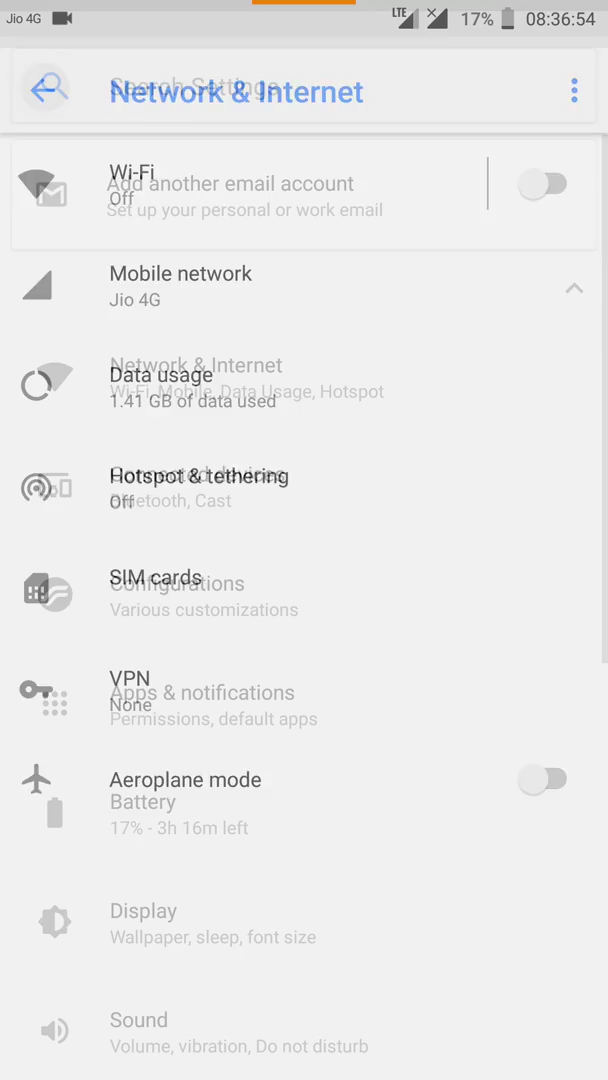 Jio 4G LTE 17% 08:36:54
Search Settings
Network & Internet
Wi-Fi
Add another email account
Off
Set up your personal or work email
Mobile network
Jio 4G
Network & Internet
Data usage
Wi-Fi, Mobile, Data Usage, Hotspot
1.41 GB of data used
Connected devices
Hotspot & tethering
Bluetooth, Cast
Off
SIM cards
Configurations
Various customizations
VPN
Apps & notifications
None
Permissions, default apps
Aeroplane mode
Battery
17% - 3h 16m left
Display
Wallpaper, sleep, font size
Sound
Volume, vibration, Do not disturb